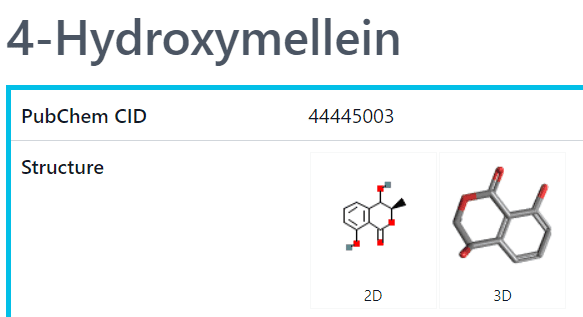 4-Hydroxymellein
PubChem CID 44445003
Structure
2D 3D